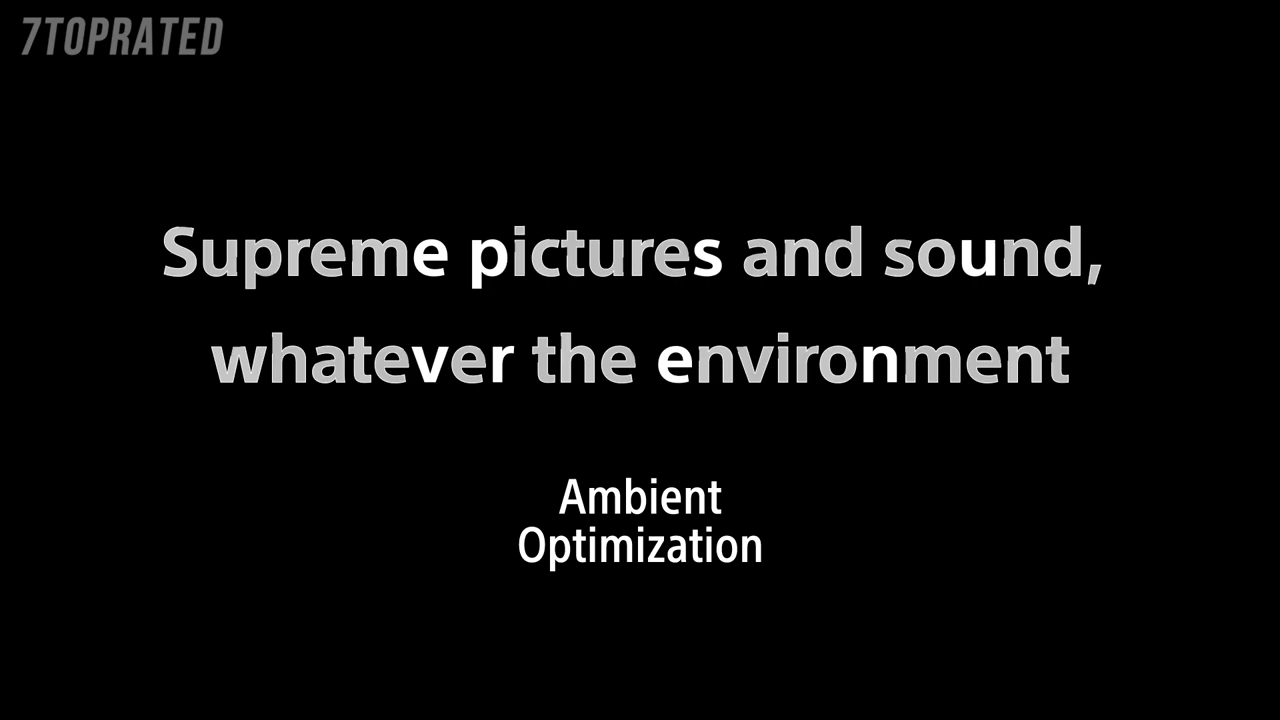 7TOPRATED
Supreme pictures and sound,
whatever the environment
Ambient
Optimization